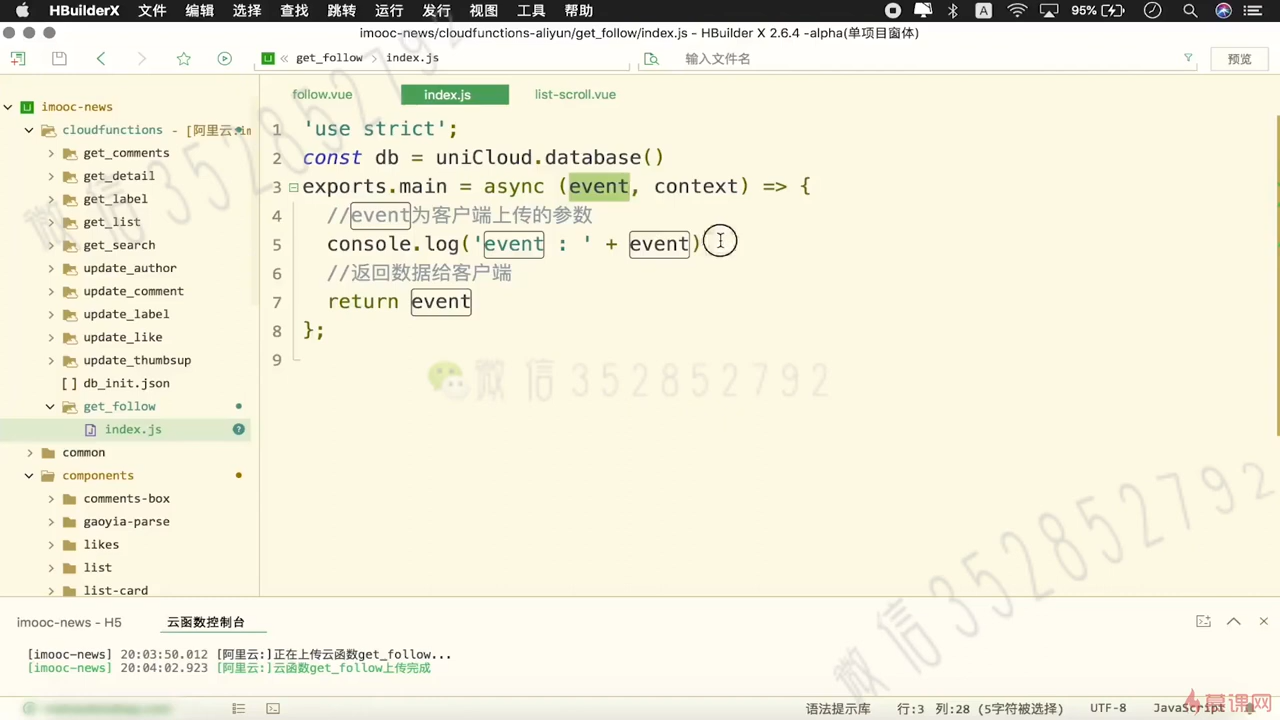 HBuilderX 文件 编辑 选择 查找 跳转 运行 发行 视图 工具 帮助 A 95%
imooc-news/cloudfunctions-aliyun/get_follow/index.js - HBuilder X 2.6.4 -alpha(单项目窗体)
get_follow index.js 输入文件名 预览
follow.vue index.js list-scroll.vue
imooc-news
cloudfunctions - [阿里云:im
get_comments
get_detail
get_label
get_list
get_search
update_author
update_comment
update_label
update_like
update_thumbsup
[ ] db_init.json
get_follow
index.js
common
components
comments-box
gaoyia-parse
likes
list
list-card
1 'use strict';
2 const db = uniCloud.database()
3 exports.main = async (event, context) => {
4 //event为客户端上传的参数
5 console.log('event : ' + event)
6 //返回数据给客户端
7 return event
8 };
9
微信 352852792
微信 352852792
微信 352852792
imooc-news - H5 云函数控制台
[imooc-news] 20:03:50.012 [阿里云:]正在上传云函数get_follow...
[imooc-news] 20:04:02.923 [阿里云:]云函数get_follow上传完成
语法提示库 行:3 列:28 (5字符被选择) UTF-8 JavaScript
慕课网